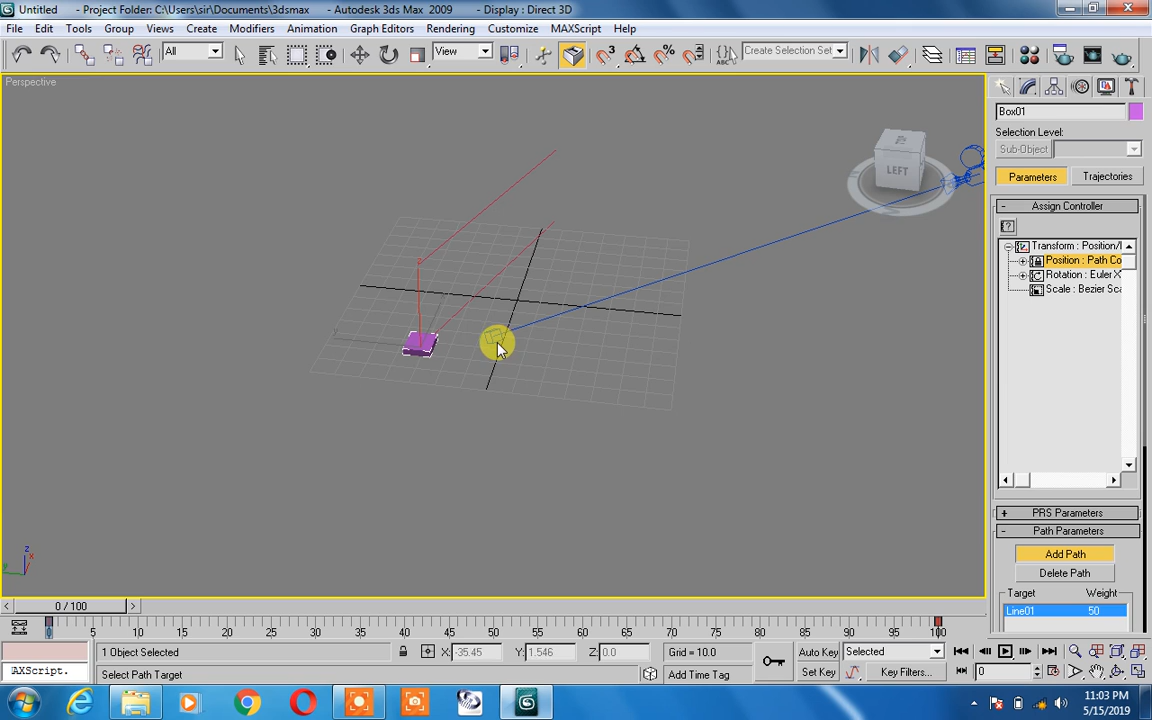 Untitled - Project Folder: C:\Users\sir\Documents\3dsmax - Autodesk 3ds Max 2009 - Display : Direct 3D
File Edit Tools Group Views Create Modifiers Animation Graph Editors Rendering Customize MAXScript Help
All View Create Selection Set
Perspective
LEFT
Box01
Selection Level:
Sub-Object
Parameters Trajectories
- Assign Controller
Transform : Position/
Position : Path Co
Rotation : Euler X
Scale : Bezier Sca
+ PRS Parameters
- Path Parameters
Add Path
Delete Path
Target Weight
Line01 50
z
x
y
< 0 / 100 >
0 5 10 15 20 25 30 35 40 45 50 55 60 65 70 75 80 85 90 95 100
1 Object Selected X: -35.45 Y: 1.546 Z: 0.0 Grid = 10.0 Auto Key Selected
AXScript. Select Path Target Add Time Tag Set Key Key Filters... 0
11:03 PM
5/15/2019